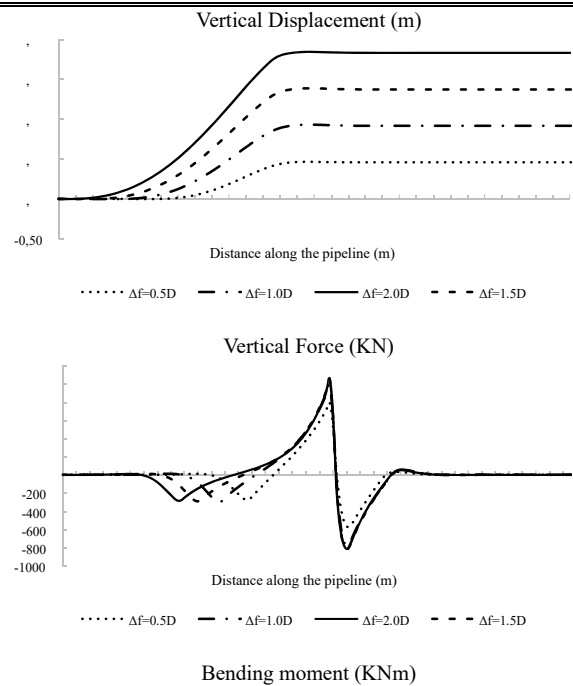 Vertical Displacement (m)
,
,
,
,
,
-0,50
Distance along the pipeline (m)
Δf=0.5D Δf=1.0D Δf=2.0D Δf=1.5D
Vertical Force (KN)
-200
-400
-600
-800
-1000
Distance along the pipeline (m)
Δf=0.5D Δf=1.0D Δf=2.0D Δf=1.5D
Bending moment (KNm)